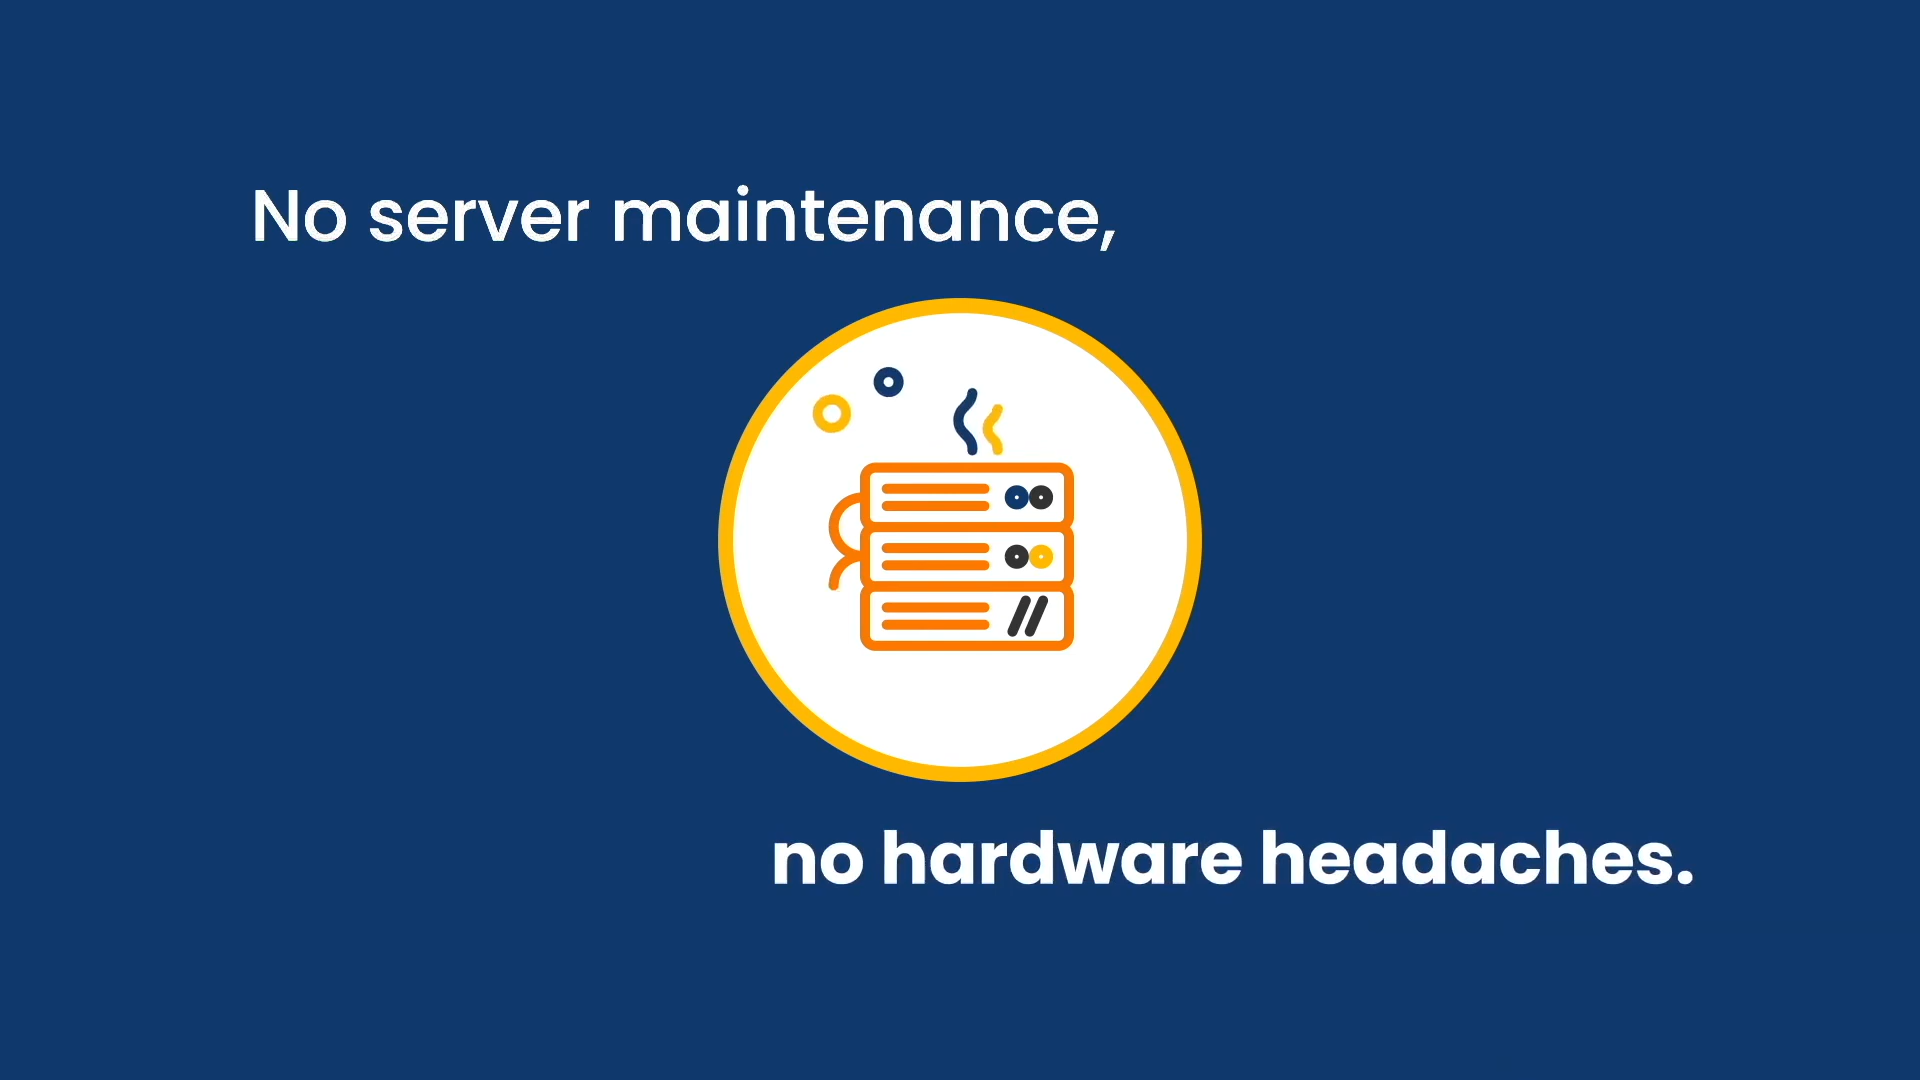 No server maintenance,
no hardware headaches.